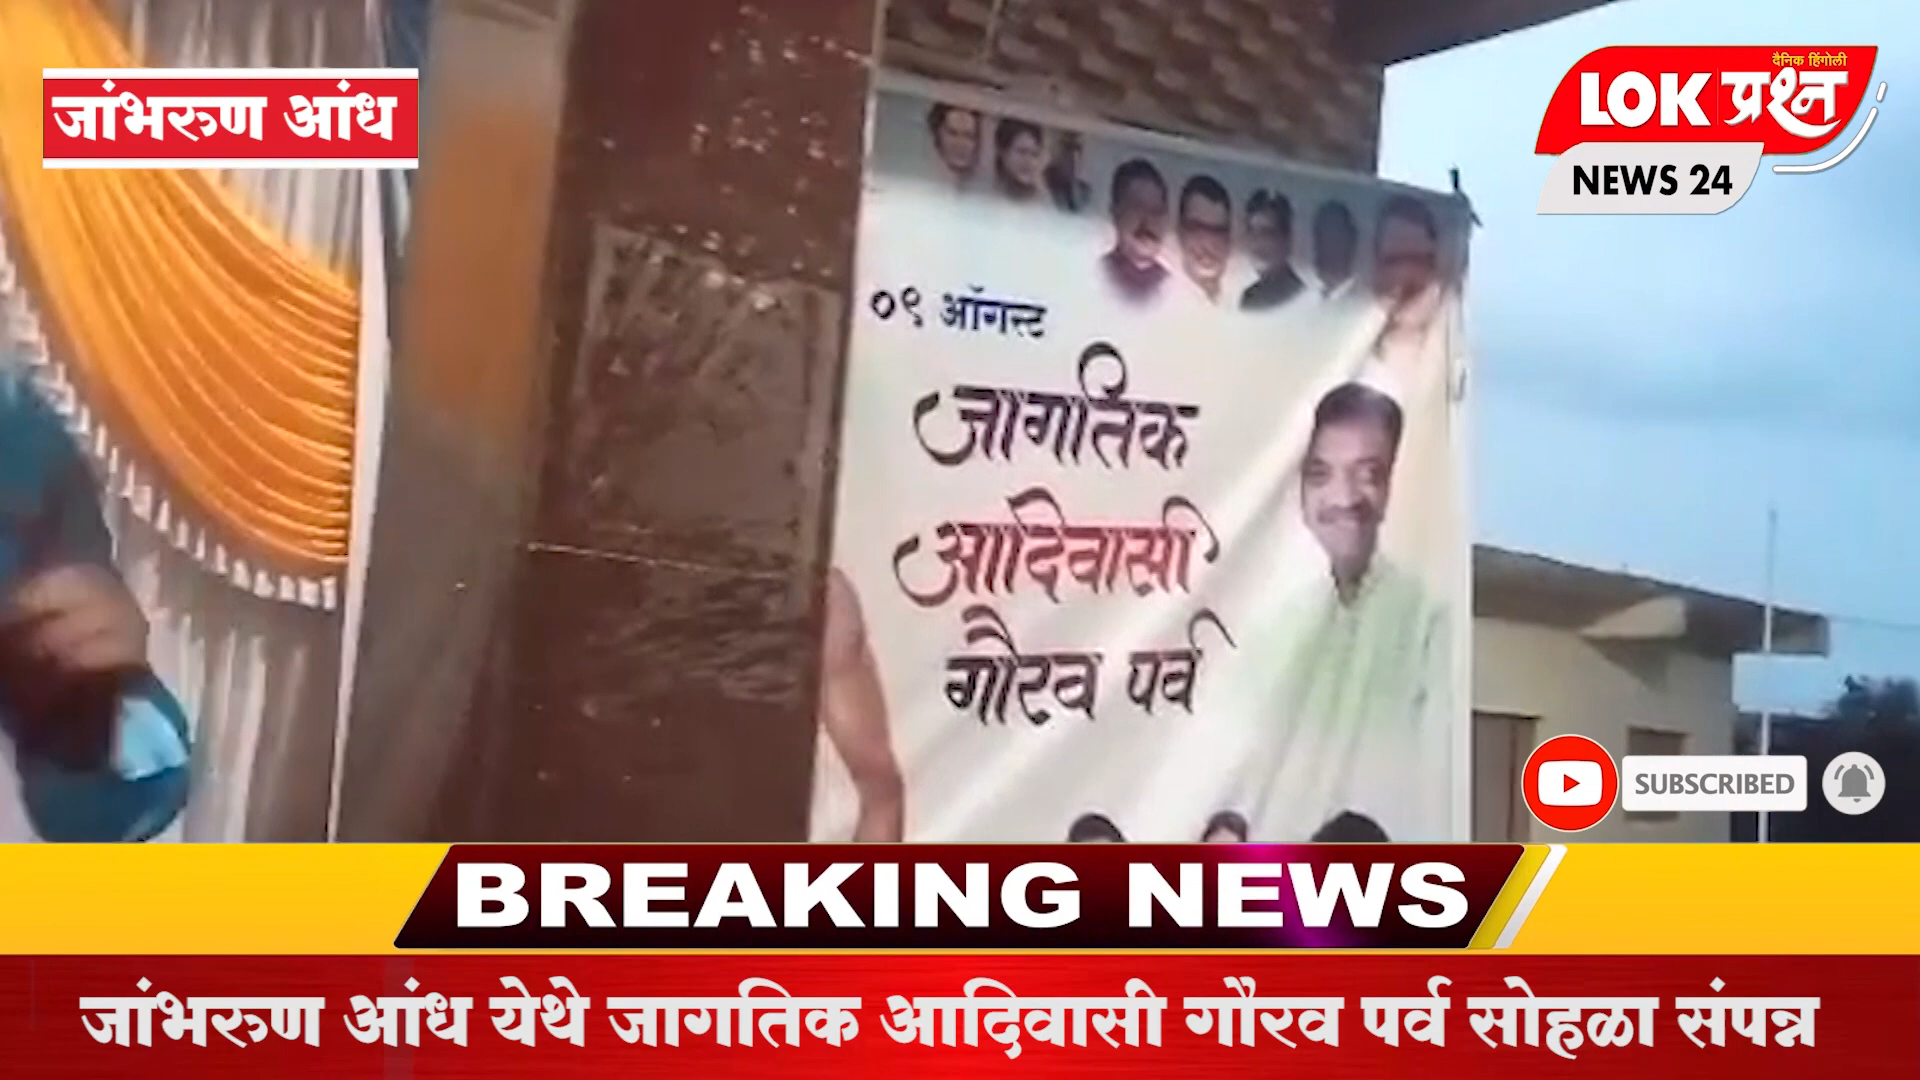 जांभरुण आंध
दैनिक हिंगोली
LOK प्रश्न
NEWS 24
०९ ऑगस्ट
जागतिक
आदिवासी
गौरव पर्व
SUBSCRIBED
BREAKING NEWS
जांभरुण आंध येथे जागतिक आदिवासी गौरव पर्व सोहळा संपन्न